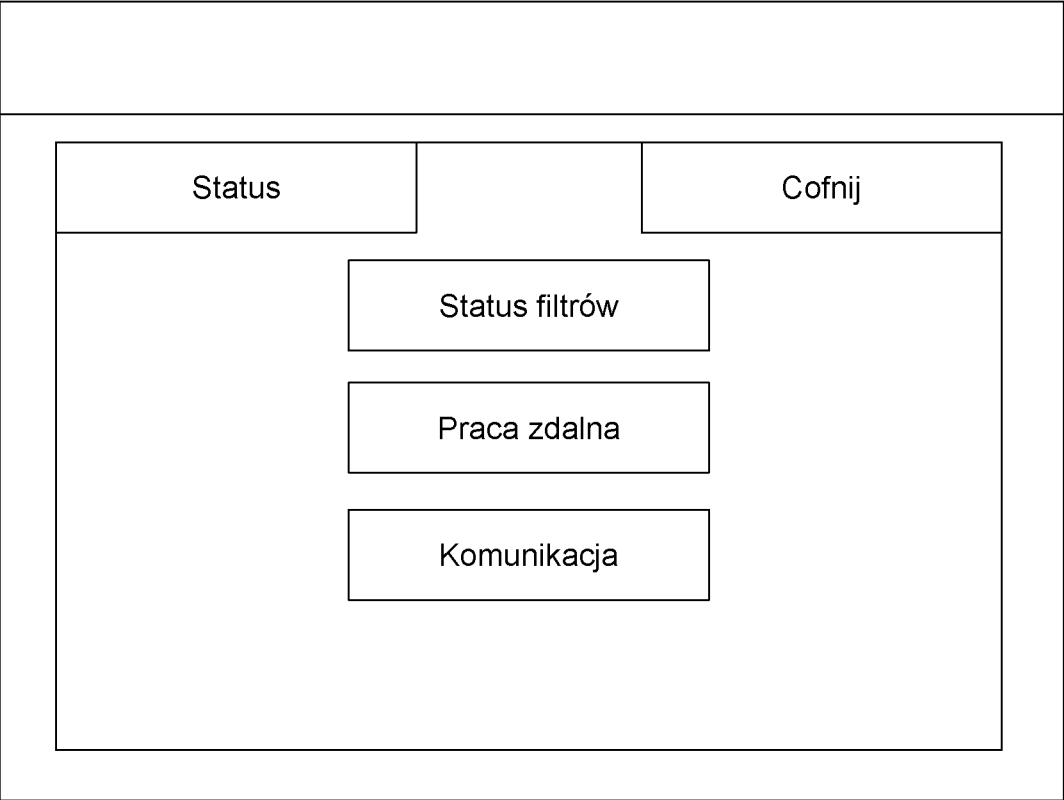 Status
Cofnij
Status filtrów
Praca zdalna
Komunikacja